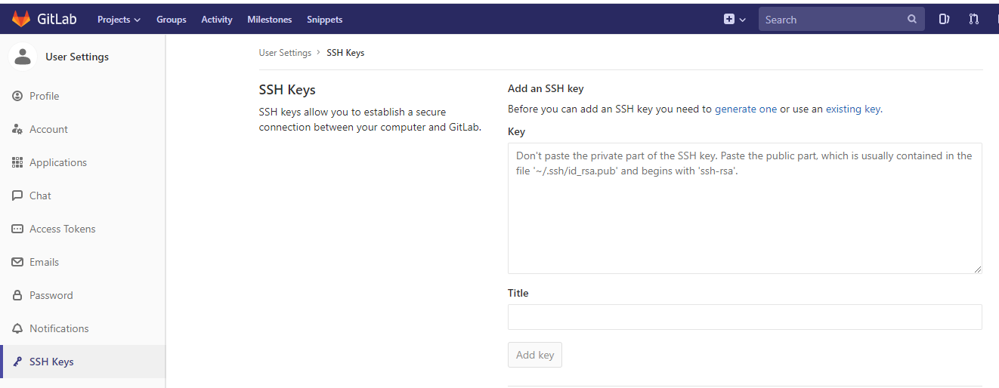 GitLab Projects Groups Activity Milestones Snippets Search
User Settings
Profile
Account
Applications
Chat
Access Tokens
Emails
Password
Notifications
SSH Keys
User Settings > SSH Keys
SSH Keys
SSH keys allow you to establish a secure
connection between your computer and GitLab.
Add an SSH key
Before you can add an SSH key you need to generate one or use an existing key.
Key
Don't paste the private part of the SSH key. Paste the public part, which is usually contained in the
file '~/.ssh/id_rsa.pub' and begins with 'ssh-rsa'.
Title
Add key